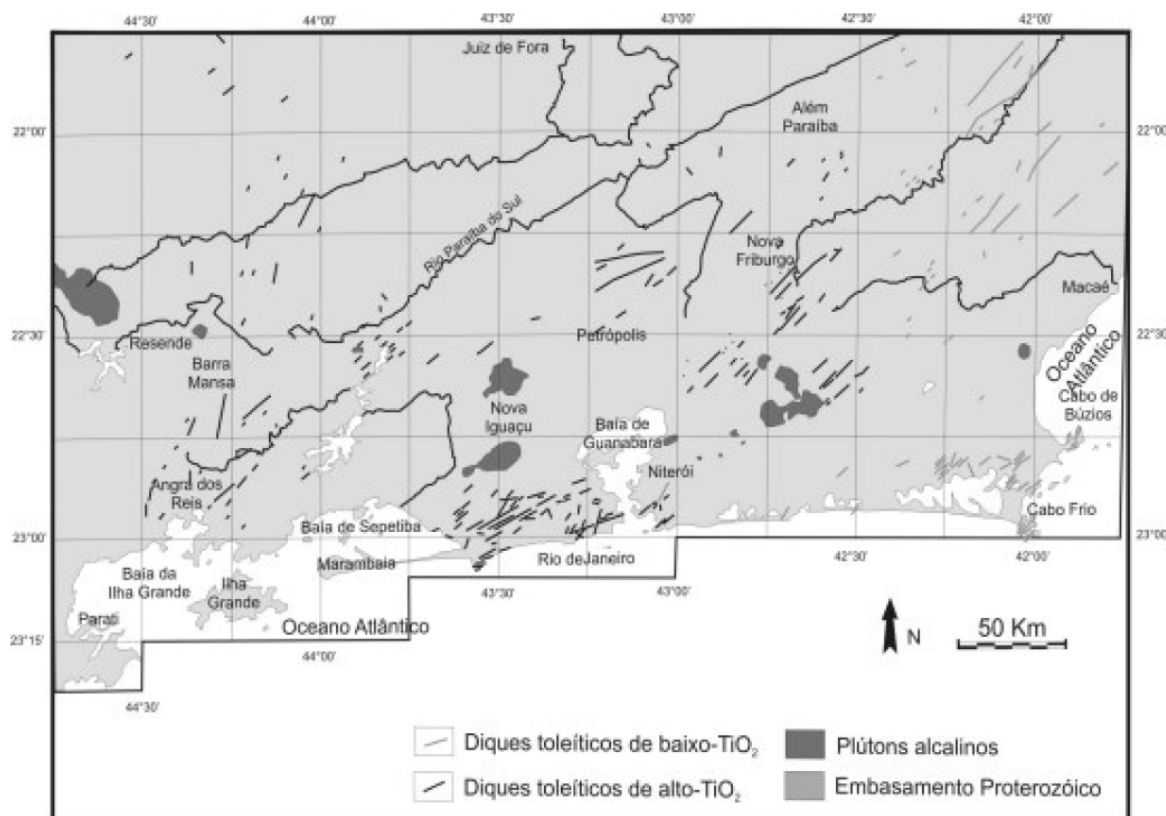 44°30'
44°00'
43°30'
43°00'
42°30'
42°00'
Juiz de Fora
Além
Paraíba
22°00'
22°00'
Rio Paraíba do Sul
Nova
Friburgo
Macaé
22°30'
22°30'
Resende
Petrópolis
Barra
Mansa
Oceano
Atlântico
Cabo de
Búzios
Nova
Iguaçu
Baía de
Guanabara
Niterói
Angra dos
Reis
Baía de Sepetiba
Cabo Frio
23°00'
23°00'
Marambaia
Rio de Janeiro
Baía da
Ilha Grande
Ilha
Grande
43°30'
43°00'
42°30'
42°00'
Parati
Oceano Atlântico
N
50 Km
23°15'
44°00'
44°30'
Diques toleíticos de baixo-TiO₂
Plútons alcalinos
Diques toleíticos de alto-TiO₂
Embasamento Proterozóico